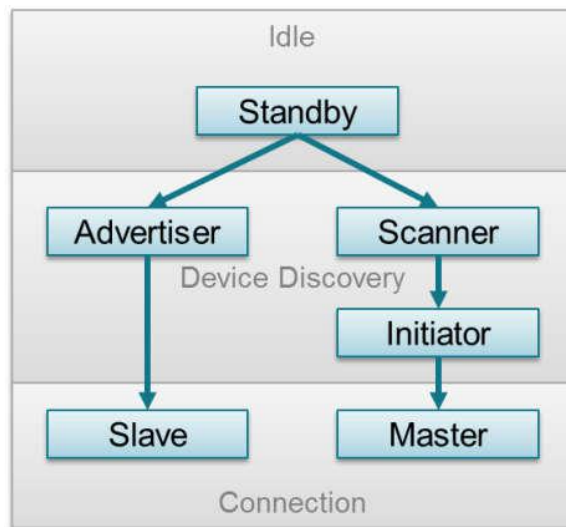 Idle
Standby
Advertiser
Scanner
Device Discovery
Initiator
Slave
Master
Connection